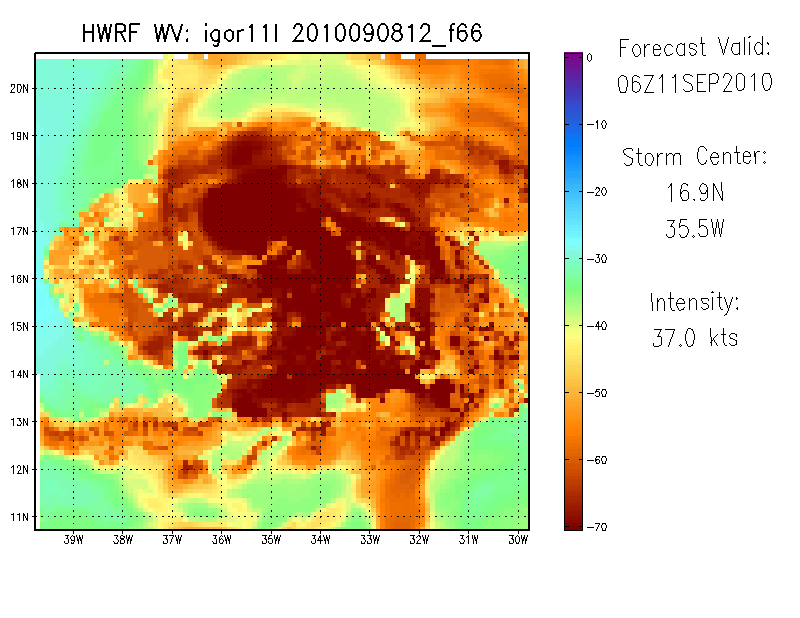 HWRF WV: igor11l 2010090812_f66
Forecast Valid:
06Z11SEP2010
Storm Center:
16.9N
35.5W
Intensity:
37.0 kts
20N
19N
18N
17N
16N
15N
14N
13N
12N
11N
39W 38W 37W 36W 35W 34W 33W 32W 31W 30W
0
-10
-20
-30
-40
-50
-60
-70